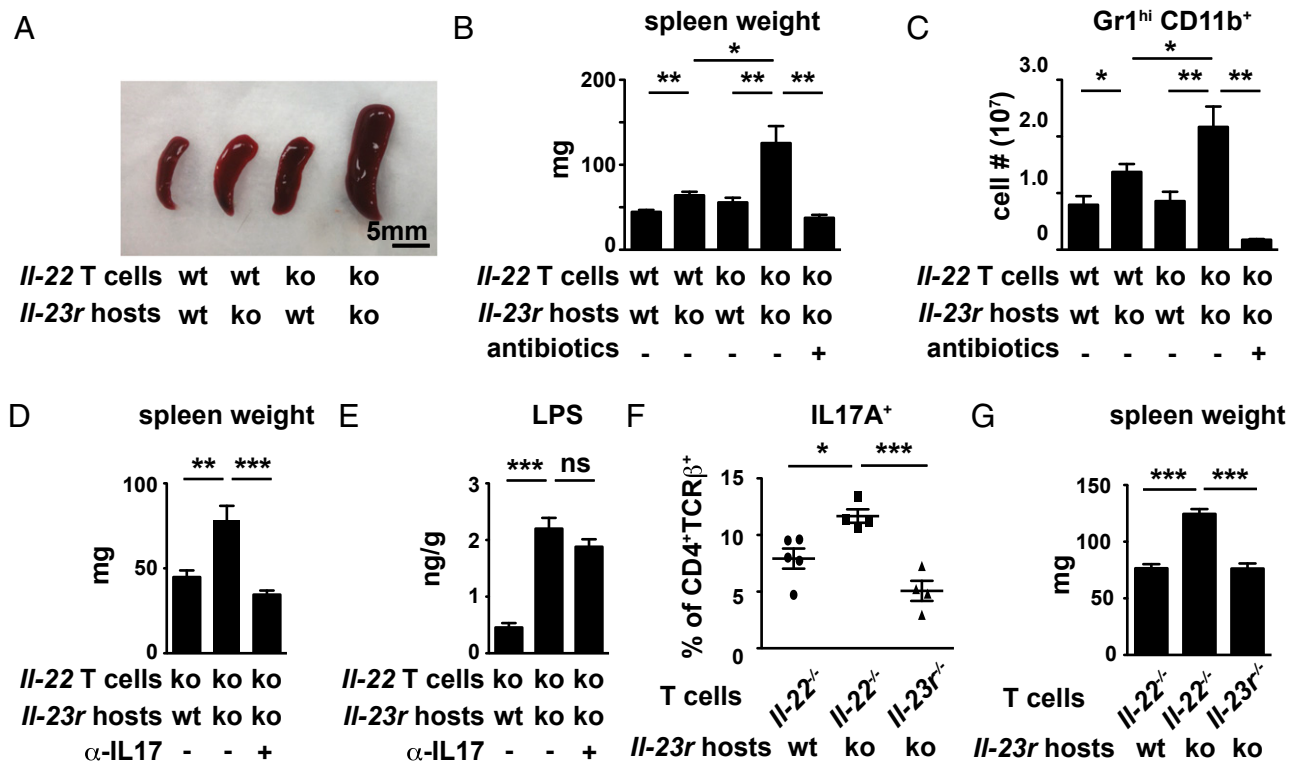 A
5mm
Il-22 T cells wt wt ko ko
Il-23r hosts wt ko wt ko
B
spleen weight
* 
** ** **
200
100
0
mg
Il-22 T cells wt wt ko ko ko
Il-23r hosts wt ko wt ko ko
antibiotics - - - - +
C
Gr1hi CD11b+
*
* ** **
3.0
2.0
1.0
0
cell # (10⁷)
Il-22 T cells wt wt ko ko ko
Il-23r hosts wt ko wt ko ko
antibiotics - - - - +
D
spleen weight
** ***
100
50
0
mg
Il-22 T cells ko ko ko
Il-23r hosts wt ko ko
α-IL17 - - +
E
LPS
*** ns
3
2
1
0
ng/g
Il-22 T cells ko ko ko
Il-23r hosts wt ko ko
α-IL17 - - +
F
IL17A+
* ***
15
10
5
0
% of CD4+TCRβ+
T cells Il-22-/- Il-22-/- Il-23r-/-
Il-23r hosts wt ko ko
G
spleen weight
*** ***
150
100
50
0
mg
T cells Il-22-/- Il-22-/- Il-23r-/-
Il-23r hosts wt ko ko